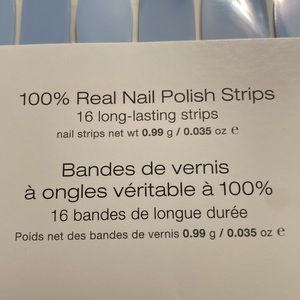 100% Real Nail Polish Strips
16 long-lasting strips
nail strips net wt 0.99 g / 0.035 oz e
Bandes de vernis
à ongles véritable à 100%
16 bandes de longue durée
Poids net des bandes de vernis 0.99 g / 0.035 oz e